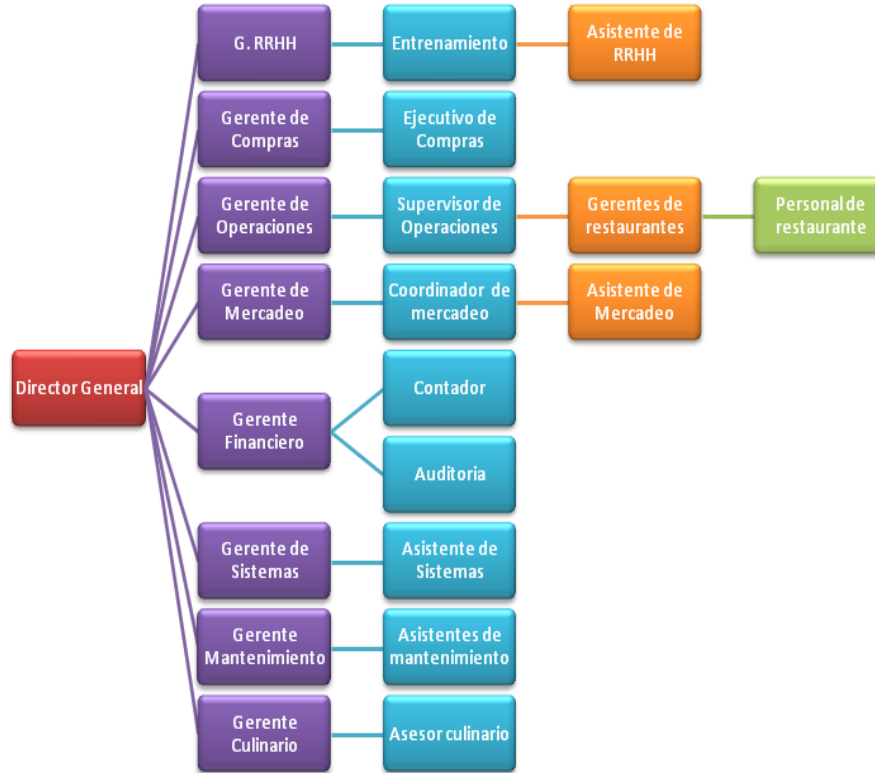 G. RRHH
Entrenamiento
Asistente de
RRHH
Gerente de
Compras
Ejecutivo de
Compras
Gerente de
Operaciones
Supervisor de
Operaciones
Gerentes de
restaurantes
Personal de
restaurante
Gerente de
Mercadeo
Coordinador de
mercadeo
Asistente de
Mercadeo
Director General
Gerente
Financiero
Contador
Auditoria
Gerente de
Sistemas
Asistente de
Sistemas
Gerente
Mantenimiento
Asistentes de
mantenimiento
Gerente
Culinario
Asesor culinario